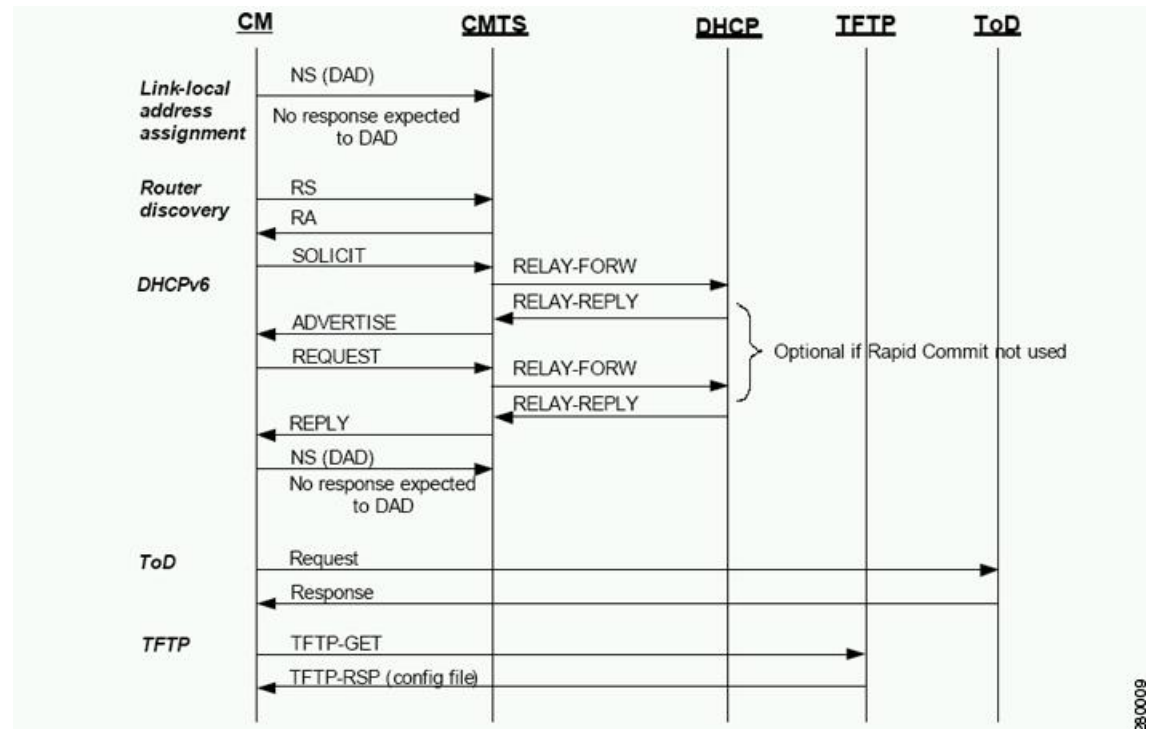 CM CMTS DHCP TFTP ToD
NS (DAD)
Link-local
address
assignment
No response expected
to DAD
Router
discovery
RS
RA
SOLICIT
DHCPv6
RELAY-FORW
RELAY-REPLY
ADVERTISE
REQUEST
Optional if Rapid Commit not used
RELAY-FORW
RELAY-REPLY
REPLY
NS (DAD)
No response expected
to DAD
ToD
Request
Response
TFTP
TFTP-GET
TFTP-RSP (config file)
280009